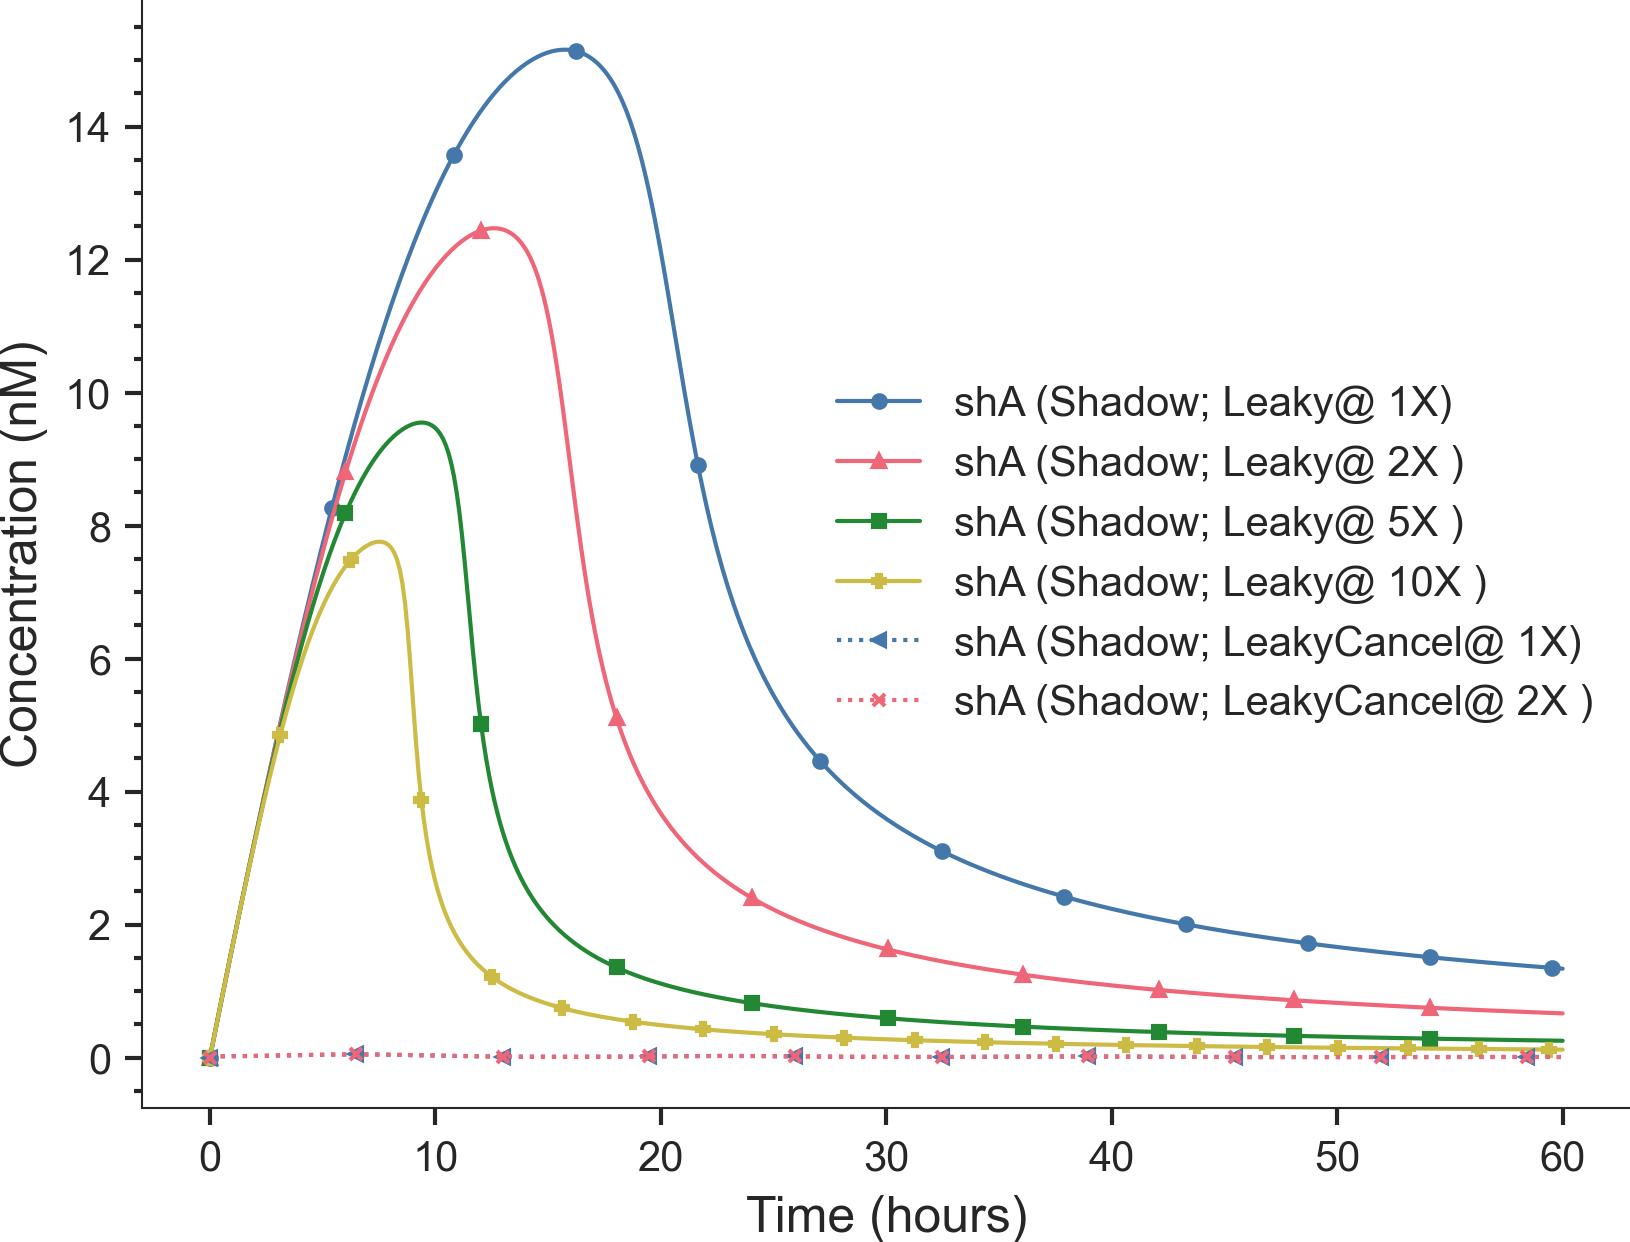 Concentration (nM)
14
12
10
8
6
4
2
0
shA (Shadow; Leaky@ 1X)
shA (Shadow; Leaky@ 2X )
shA (Shadow; Leaky@ 5X )
shA (Shadow; Leaky@ 10X )
shA (Shadow; LeakyCancel@ 1X)
shA (Shadow; LeakyCancel@ 2X )
0 10 20 30 40 50 60
Time (hours)